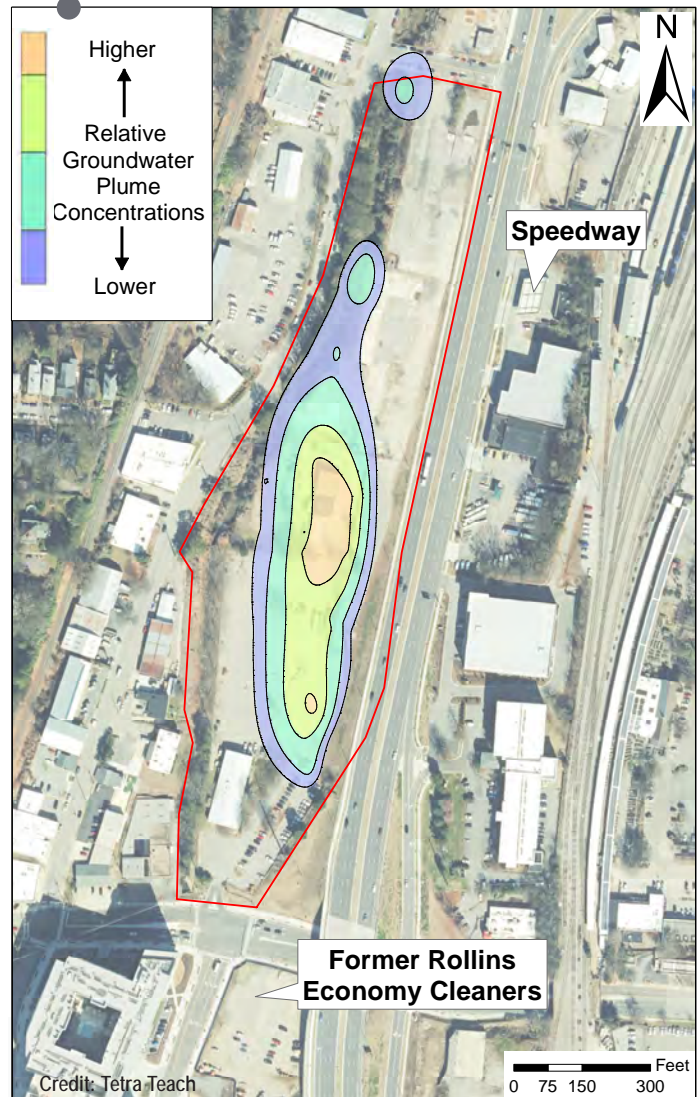 Higher
Relative
Groundwater
Plume
Concentrations
Lower
N
Speedway
Former Rollins
Economy Cleaners
Credit: Tetra Teach
Feet
0 75 150 300